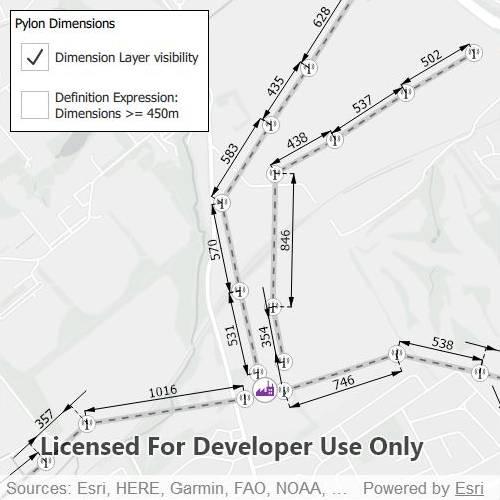 Pylon Dimensions
Dimension Layer visibility
Definition Expression:
Dimensions >= 450m
628
502
435
537
438
583
846
570
531
354
538
746
1016
357
Licensed For Developer Use Only
Sources: Esri, HERE, Garmin, FAO, NOAA, ...
Powered by Esri